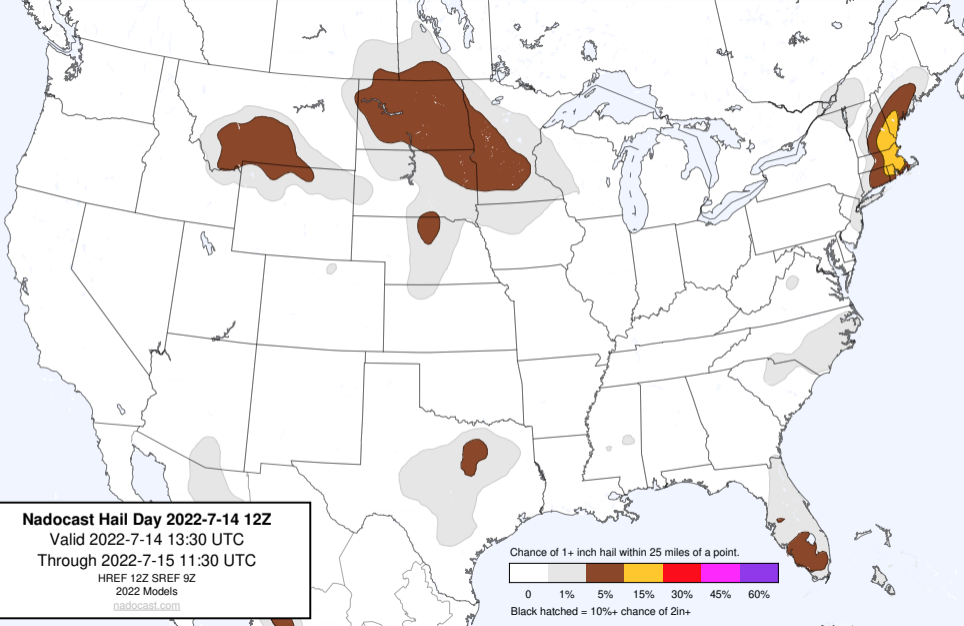 Nadocast Hail Day 2022-7-14 12Z
Valid 2022-7-14 13:30 UTC
Through 2022-7-15 11:30 UTC
HREF 12Z SREF 9Z
2022 Models
nadocast.com
Chance of 1+ inch hail within 25 miles of a point.
0 1% 5% 15% 30% 45% 60%
Black hatched = 10%+ chance of 2in+